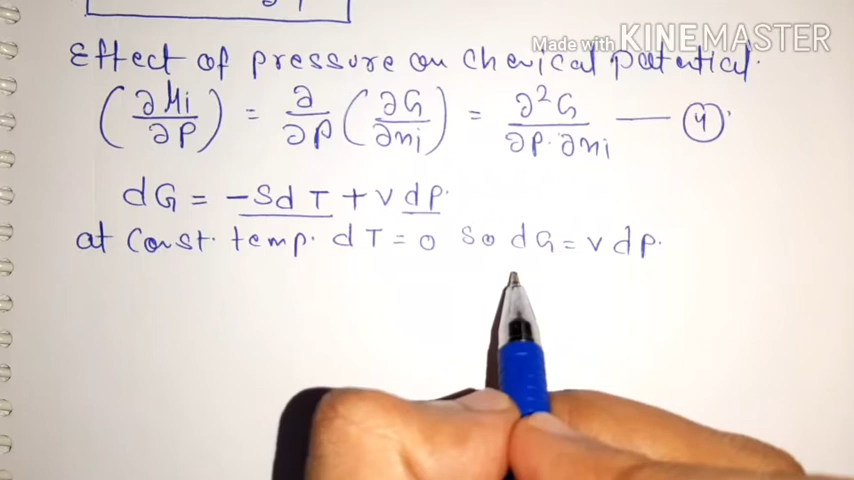 Made with KINEMASTER
Effect of pressure on chemical potential.
(∂μi/∂P) = ∂/∂P (∂G/∂ni) = ∂²G/∂P·∂ni — (4)
dG = -SdT + vdp.
at const. temp. dT = 0 so dG = vdp.